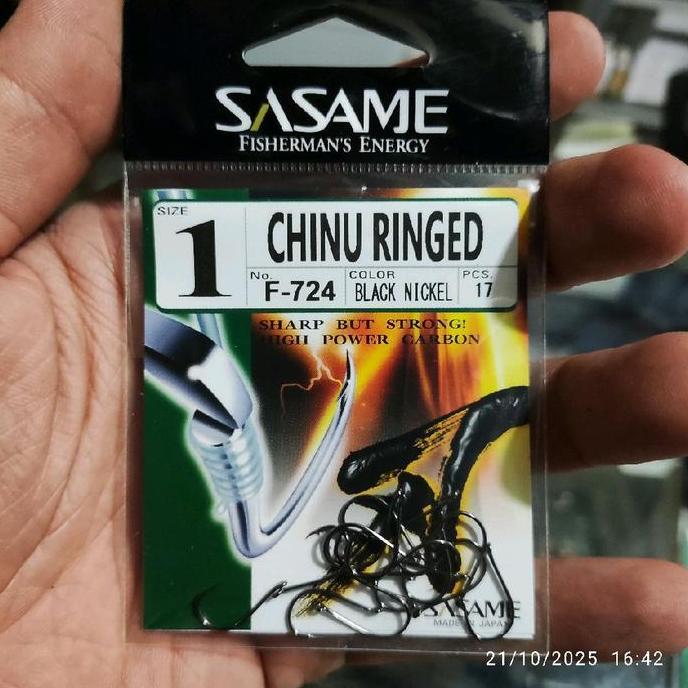 SASAME
FISHERMAN'S ENERGY
SIZE
1
CHINU RINGED
No. F-724
COLOR BLACK NICKEL
PCS. 17
SHARP BUT STRONG!
HIGH POWER CARBON
SASAME
MADE IN JAPAN
21/10/2025 16:42